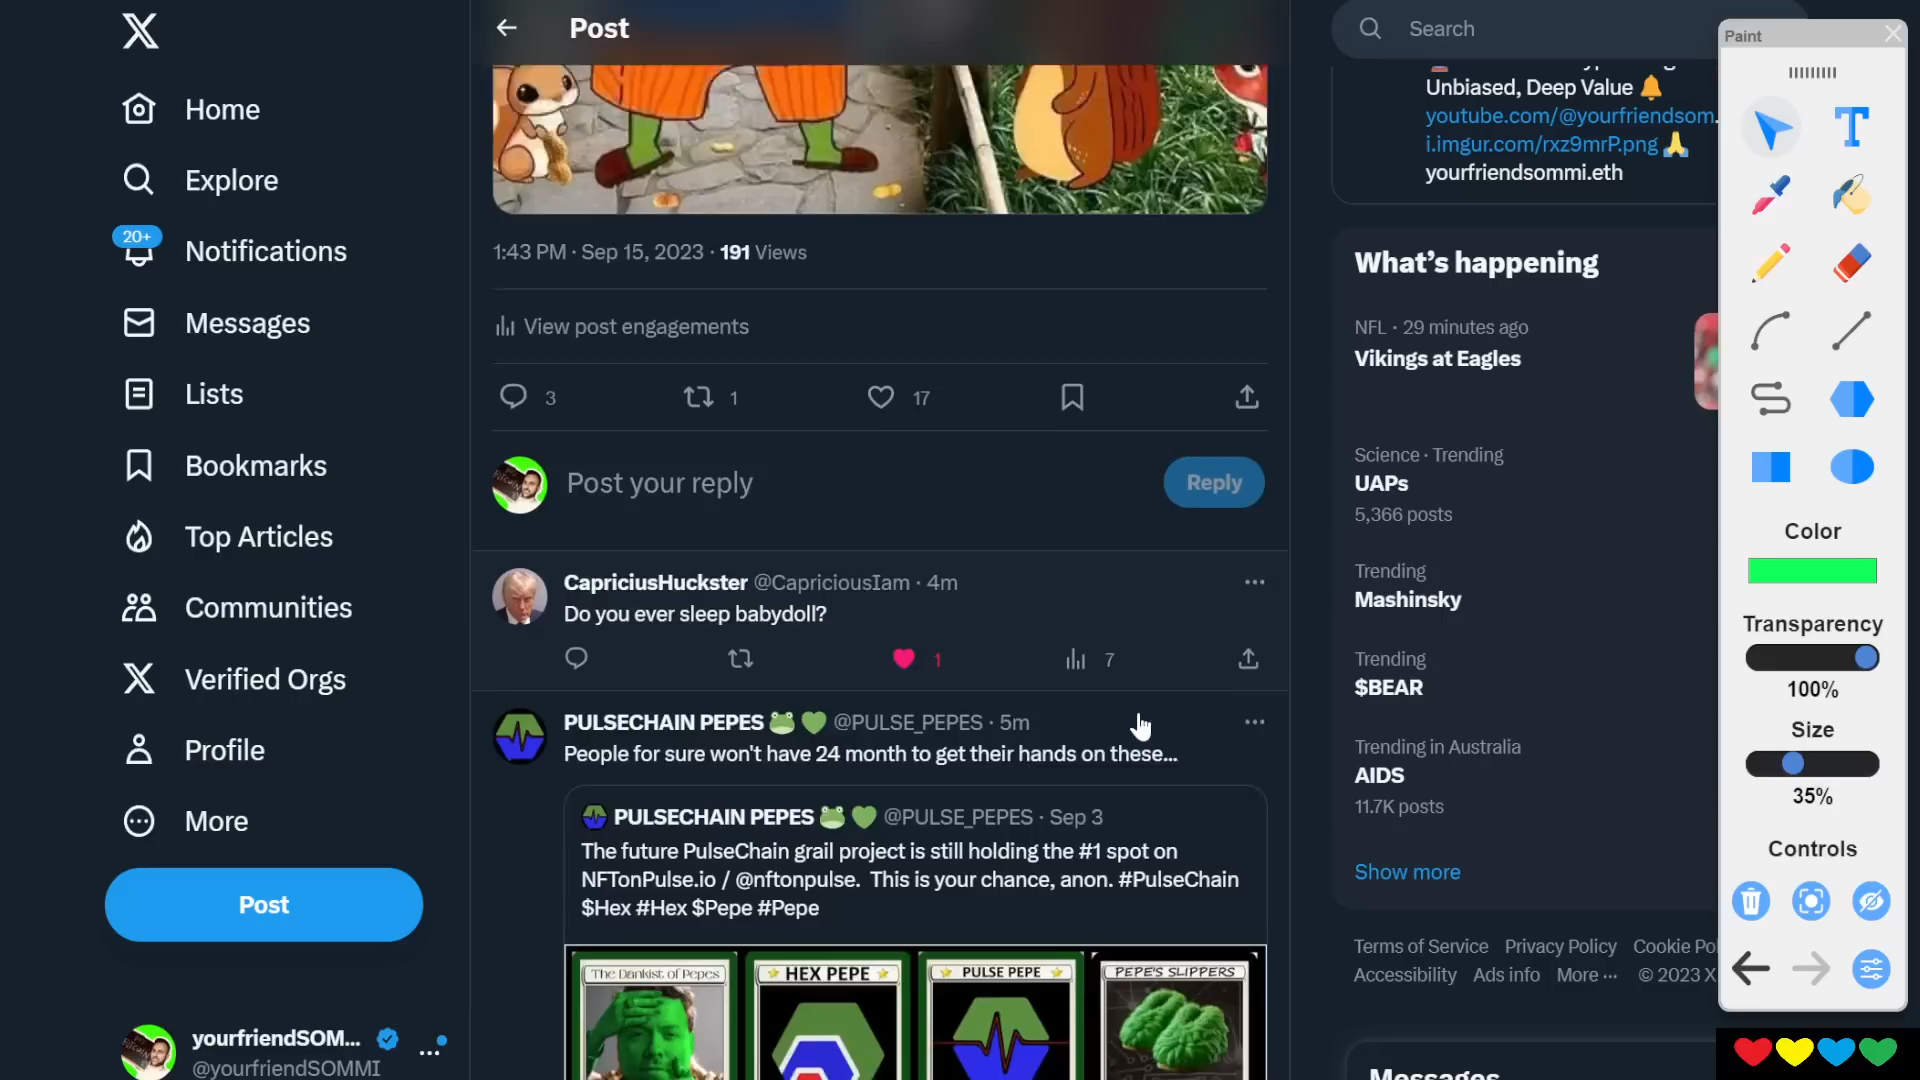 Home
Explore
20+
Notifications
Messages
Lists
Bookmarks
Top Articles
Communities
Verified Orgs
Profile
More
Post
yourfriendSOM...
@yourfriendSOMMI
Post
1:43 PM · Sep 15, 2023 · 191 Views
View post engagements
3 1 17
Post your reply
Reply
CapriciusHuckster @CapriciousIam · 4m
Do you ever sleep babydoll?
1 7
PULSECHAIN PEPES @PULSE_PEPES · 5m
People for sure won't have 24 month to get their hands on these...
PULSECHAIN PEPES @PULSE_PEPES · Sep 3
The future PulseChain grail project is still holding the #1 spot on
NFTonPulse.io / @nftonpulse. This is your chance, anon. #PulseChain
$Hex #Hex $Pepe #Pepe
The Dankist of Pepes
HEX PEPE
PULSE PEPE
PEPE'S SLIPPERS
Search
Unbiased, Deep Value
youtube.com/@yourfriendsom
i.imgur.com/rxz9mrP.png
yourfriendsommi.eth
What's happening
NFL · 29 minutes ago
Vikings at Eagles
Science · Trending
UAPs
5,366 posts
Trending
Mashinsky
Trending
$BEAR
Trending in Australia
AIDS
11.7K posts
Show more
Terms of Service Privacy Policy Cookie Po
Accessibility Ads info More ··· © 2023 X
Messages
Paint
T
Color
Transparency
100%
Size
35%
Controls